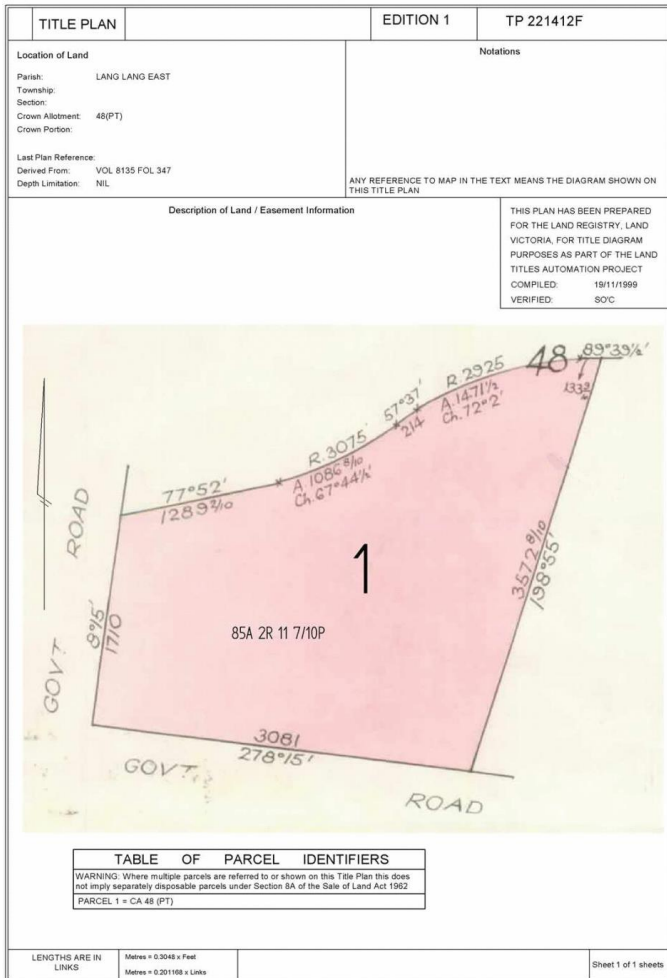 TITLE PLAN
EDITION 1
TP 221412F
Location of Land
Parish: LANG LANG EAST
Township:
Section:
Crown Allotment: 48(PT)
Crown Portion:
Last Plan Reference:
Derived From: VOL 8135 FOL 347
Depth Limitation: NIL
Notations
ANY REFERENCE TO MAP IN THE TEXT MEANS THE DIAGRAM SHOWN ON
THIS TITLE PLAN
Description of Land / Easement Information
THIS PLAN HAS BEEN PREPARED
FOR THE LAND REGISTRY, LAND
VICTORIA, FOR TITLE DIAGRAM
PURPOSES AS PART OF THE LAND
TITLES AUTOMATION PROJECT
COMPILED: 19/11/1999
VERIFIED: SO'C
48
89°39½'
R.2925
A.1471½
Ch.72°2'
57°37'
214
R.3075
A.1086 8/10
Ch.67°44½'
77°52'
1289 2/10
ROAD
GOVT.
8°15'
1710
1
85A 2R 11 7/10P
3572 8/10
198°55'
3081
278°15'
GOVT.
ROAD
TABLE OF PARCEL IDENTIFIERS
WARNING: Where multiple parcels are referred to or shown on this Title Plan this does
not imply separately disposable parcels under Section 8A of the Sale of Land Act 1962
PARCEL 1 = CA 48 (PT)
LENGTHS ARE IN
LINKS
Metres = 0.3048 x Feet
Metres = 0.201168 x Links
Sheet 1 of 1 sheets